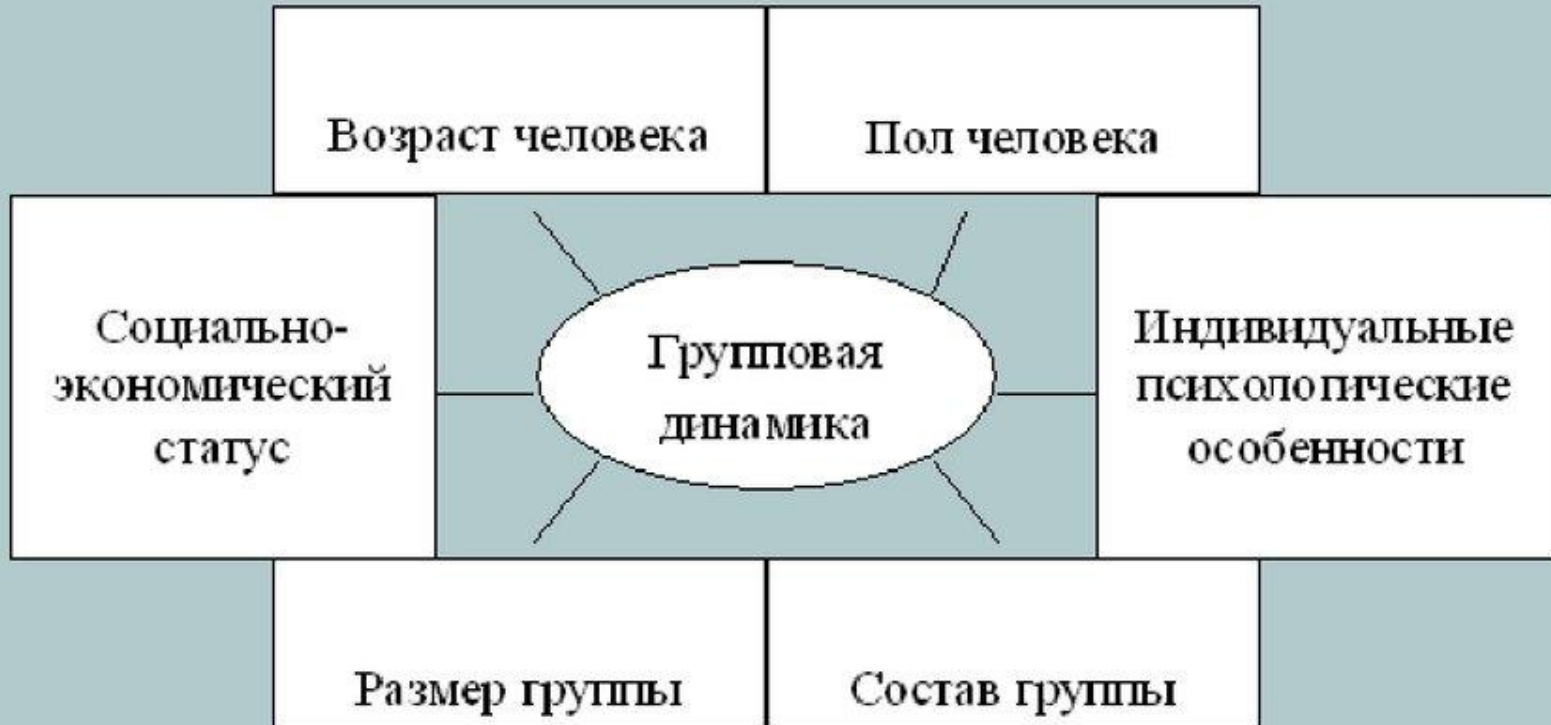 Возраст человека
Пол человека
Социально-
экономический
статус
Групповая
динамика
Индивидуальные
психологические
особенности
Размер группы
Состав группы